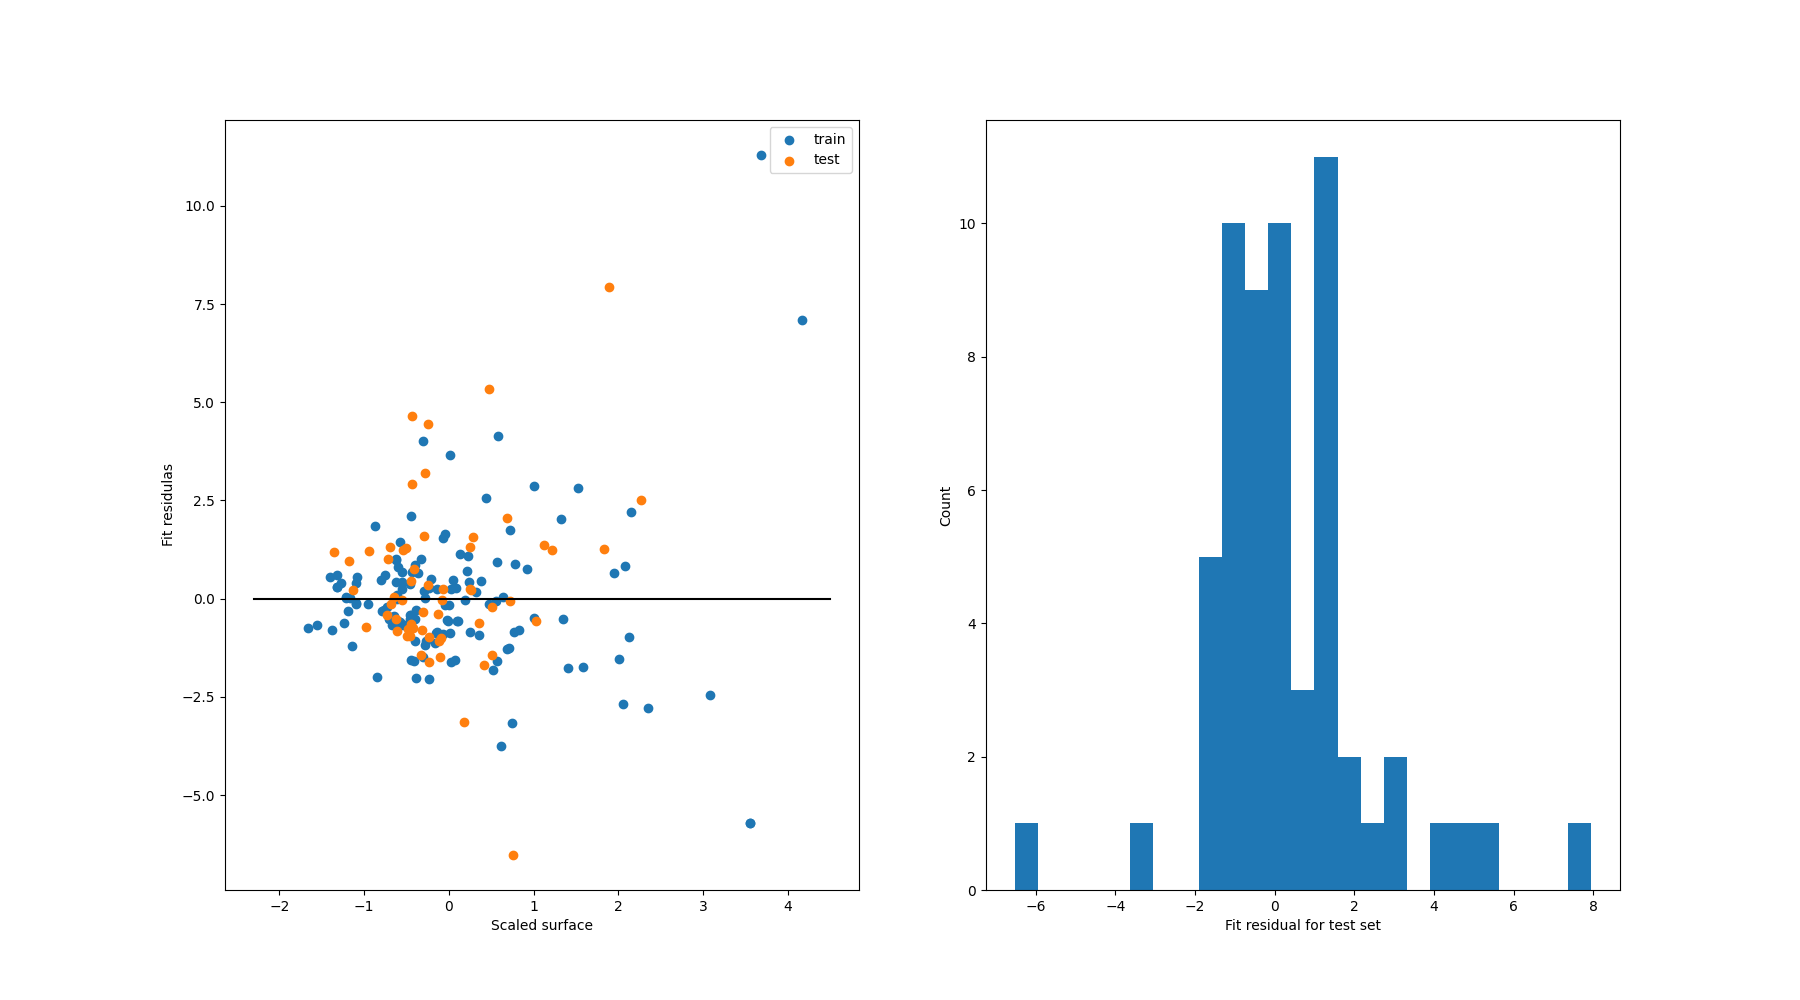 train
test
10.0
7.5
5.0
2.5
0.0
−2.5
−5.0
Fit residulas
−2 −1 0 1 2 3 4
Scaled surface
10
8
6
4
2
0
Count
−6 −4 −2 0 2 4 6 8
Fit residual for test set